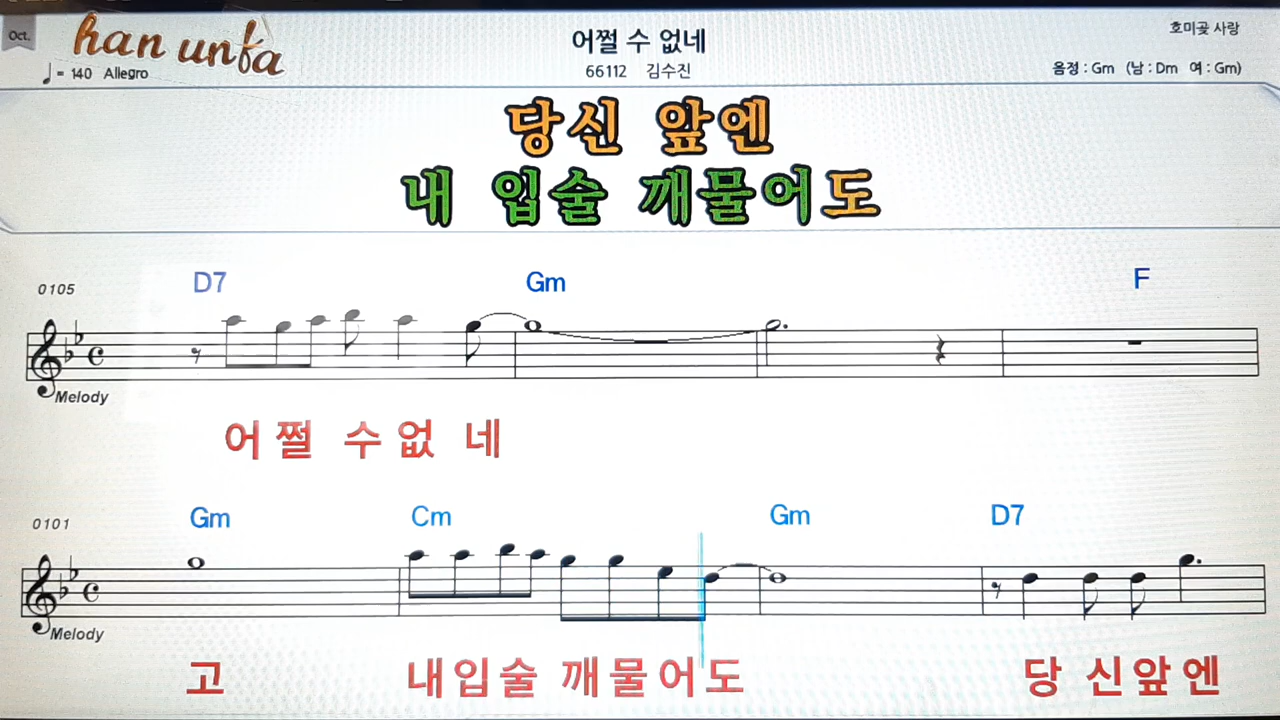 Oct.
han unfa
어쩔 수 없네
호미곶 사랑
= 140 Allegro
66112 김수진
음정 : Gm (남 : Dm 여 : Gm)
당신 앞엔
내 입술 깨물어도
0105
D7 Gm F
Melody
어쩔 수없 네
0101
Gm Cm Gm D7
Melody
고 내입술 깨물어도 당 신앞엔